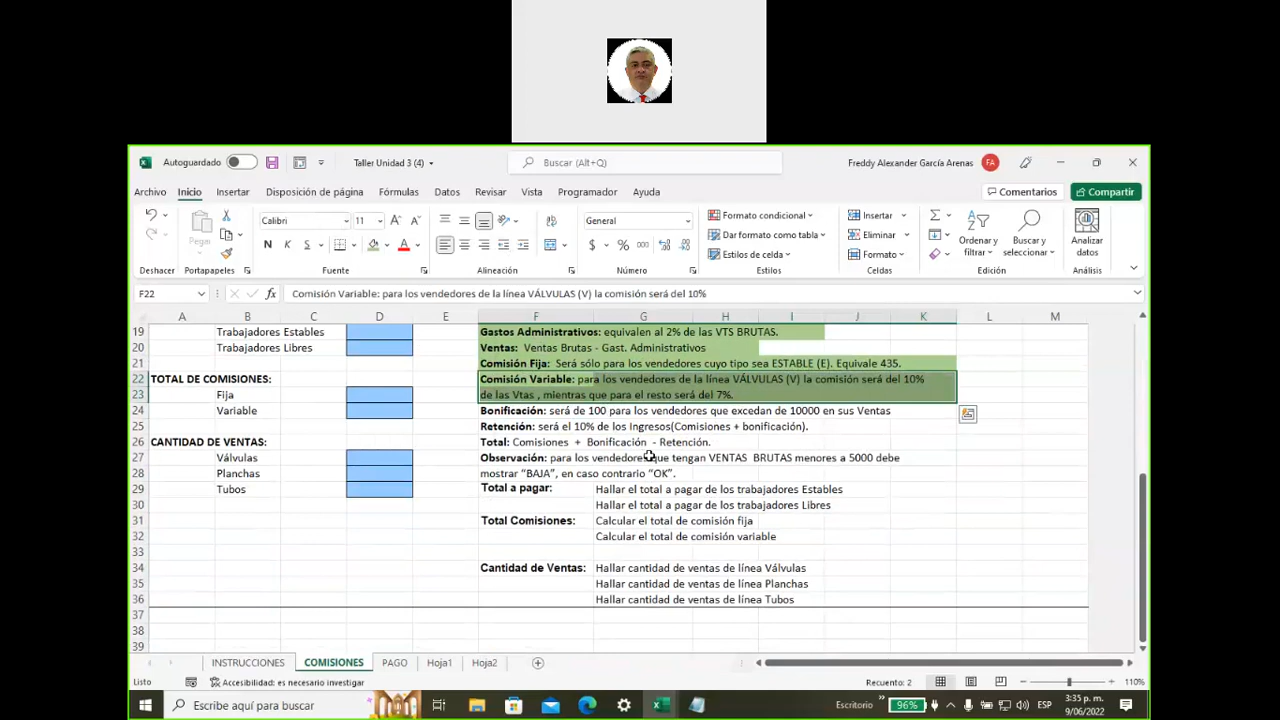 Autoguardado
Taller Unidad 3 (4)
Buscar (Alt+Q)
Freddy Alexander García Arenas
FA
Archivo Inicio Insertar Disposición de página Fórmulas Datos Revisar Vista Programador Ayuda
Comentarios
Compartir
Pegar
Calibri 11
General
Formato condicional
Dar formato como tabla
Estilos de celda
Insertar
Eliminar
Formato
Ordenar y filtrar
Buscar y seleccionar
Analizar datos
Deshacer Portapapeles Fuente Alineación Número Estilos Celdas Edición Análisis
F22
Comisión Variable: para los vendedores de la línea VÁLVULAS (V) la comisión será del 10%
A B C D E F G H I J K L M
19 Trabajadores Estables Gastos Administrativos: equivalen al 2% de las VTS BRUTAS.
20 Trabajadores Libres Ventas: Ventas Brutas - Gast. Administrativos
21 Comisión Fija: Será sólo para los vendedores cuyo tipo sea ESTABLE (E). Equivale 435.
22 TOTAL DE COMISIONES: Comisión Variable: para los vendedores de la línea VÁLVULAS (V) la comisión será del 10%
23 Fija de las Vtas , mientras que para el resto será del 7%.
24 Variable Bonificación: será de 100 para los vendedores que excedan de 10000 en sus Ventas
25 Retención: será el 10% de los Ingresos(Comisiones + bonificación).
26 CANTIDAD DE VENTAS: Total: Comisiones + Bonificación - Retención.
27 Válvulas Observación: para los vendedores que tengan VENTAS BRUTAS menores a 5000 debe
28 Planchas mostrar “BAJA”, en caso contrario “OK”.
29 Tubos Total a pagar: Hallar el total a pagar de los trabajadores Estables
30 Hallar el total a pagar de los trabajadores Libres
31 Total Comisiones: Calcular el total de comisión fija
32 Calcular el total de comisión variable
33
34 Cantidad de Ventas: Hallar cantidad de ventas de línea Válvulas
35 Hallar cantidad de ventas de línea Planchas
36 Hallar cantidad de ventas de línea Tubos
37
38
39
INSTRUCCIONES COMISIONES PAGO Hoja1 Hoja2
Listo Accesibilidad: es necesario investigar Recuento: 2 110%
Escribe aquí para buscar
Escritorio
96%
ESP
3:35 p. m.
9/06/2022